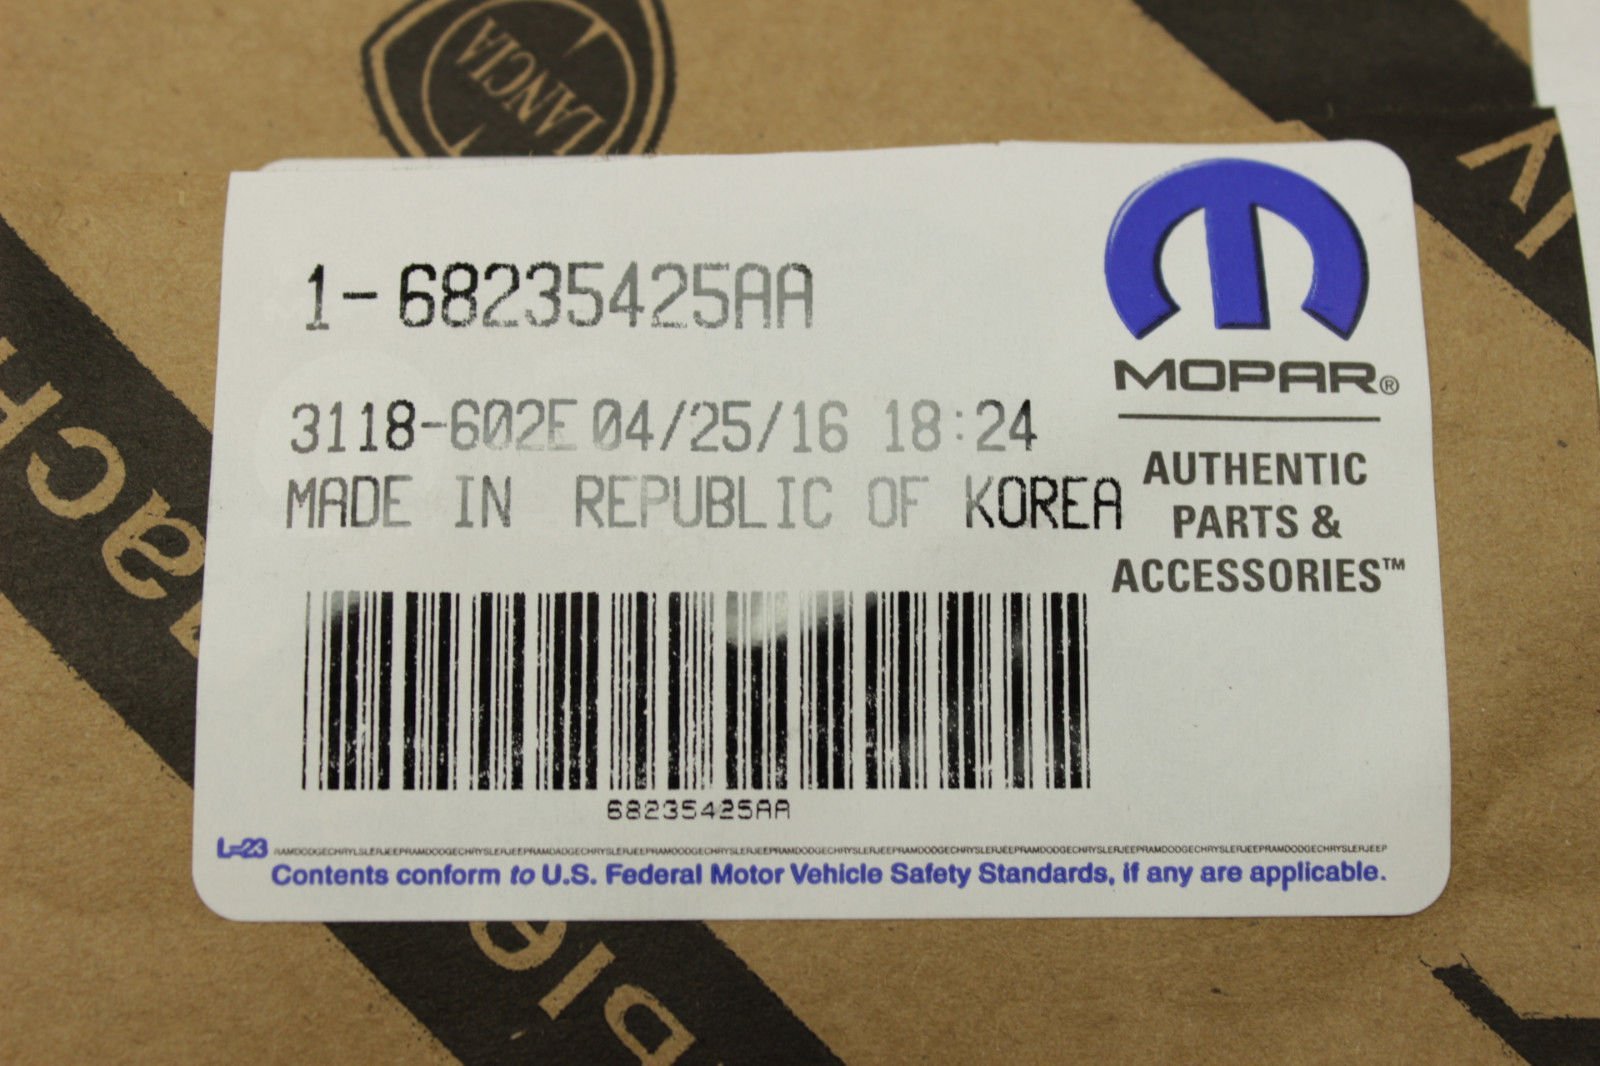 LANCIA
1-68235425AA
3118-602E 04/25/16 18:24
MADE IN REPUBLIC OF KOREA
68235425AA
MOPAR®
AUTHENTIC
PARTS &
ACCESSORIES™
L=23
Contents conform to U.S. Federal Motor Vehicle Safety Standards, if any are applicable.